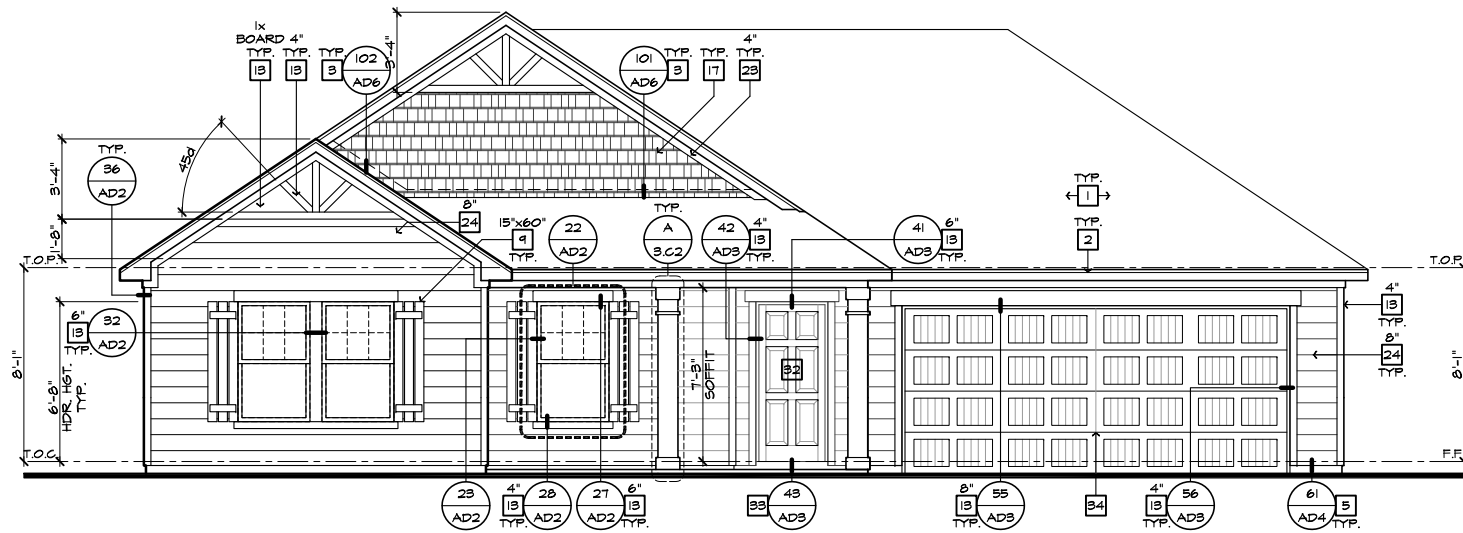 1x
BOARD 4"
TYP. TYP.
13 13
TYP.
3
102
AD6
3'-4"
101
AD6
TYP.
3
TYP.
17
4"
TYP.
23
TYP.
36
AD2
3'-4"
1'-8"
8"
24
15"x60"
9
TYP.
22
AD2
TYP.
A
3.C2
42
AD3
4"
13
TYP.
41
AD3
6"
13
TYP.
TYP.
1
TYP.
2
T.O.P.
T.O.P.
6"
13
TYP.
32
AD2
4"
13
TYP.
8"
24
TYP.
8'-1"
6'-8"
HDR. HGT.
TYP.
7'-3"
SOFFIT
32
8'-1"
T.O.C.
F.F.
23
AD2
4"
13
TYP.
28
AD2
27
AD2
6"
13
TYP.
33
43
AD3
8"
13
TYP.
55
AD3
34
4"
13
TYP.
56
AD3
61
AD4
5
TYP.